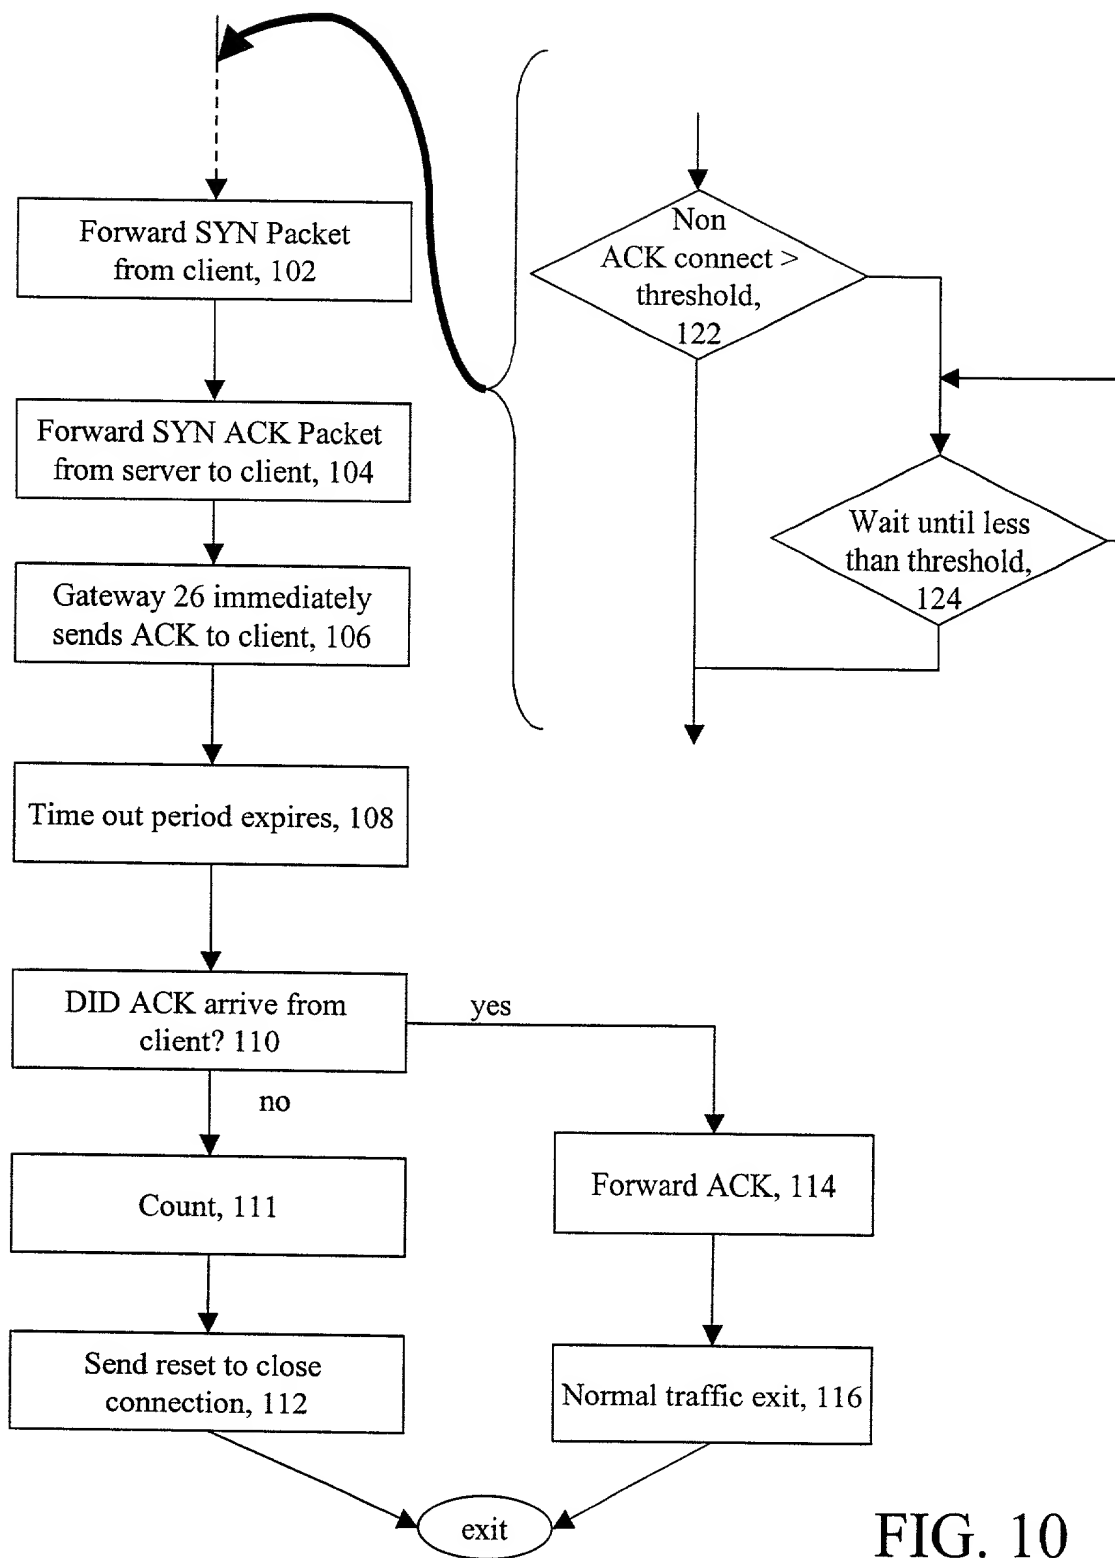 Forward SYN Packet
from client, 102
Forward SYN ACK Packet
from server to client, 104
Gateway 26 immediately
sends ACK to client, 106
Time out period expires, 108
DID ACK arrive from
client? 110
yes
no
Count, 111
Forward ACK, 114
Send reset to close
connection, 112
Normal traffic exit, 116
exit
Non
ACK connect >
threshold,
122
Wait until less
than threshold,
124
FIG. 10